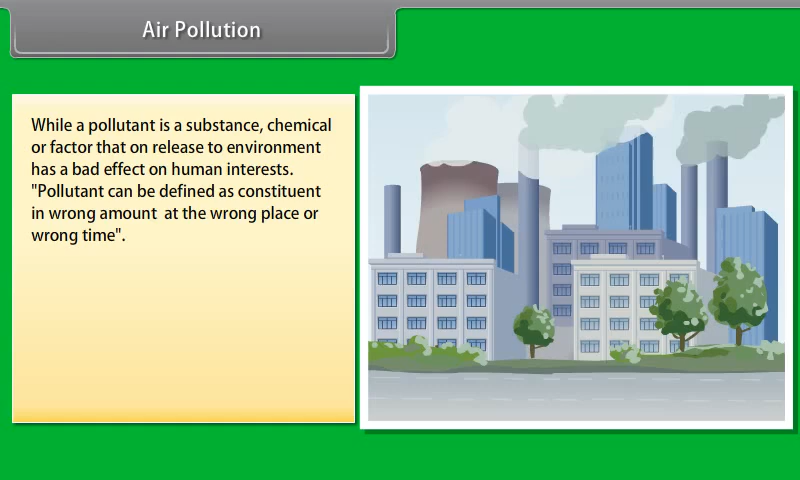 Air Pollution
While a pollutant is a substance, chemical
or factor that on release to environment
has a bad effect on human interests.
"Pollutant can be defined as constituent
in wrong amount  at the wrong place or
wrong time".